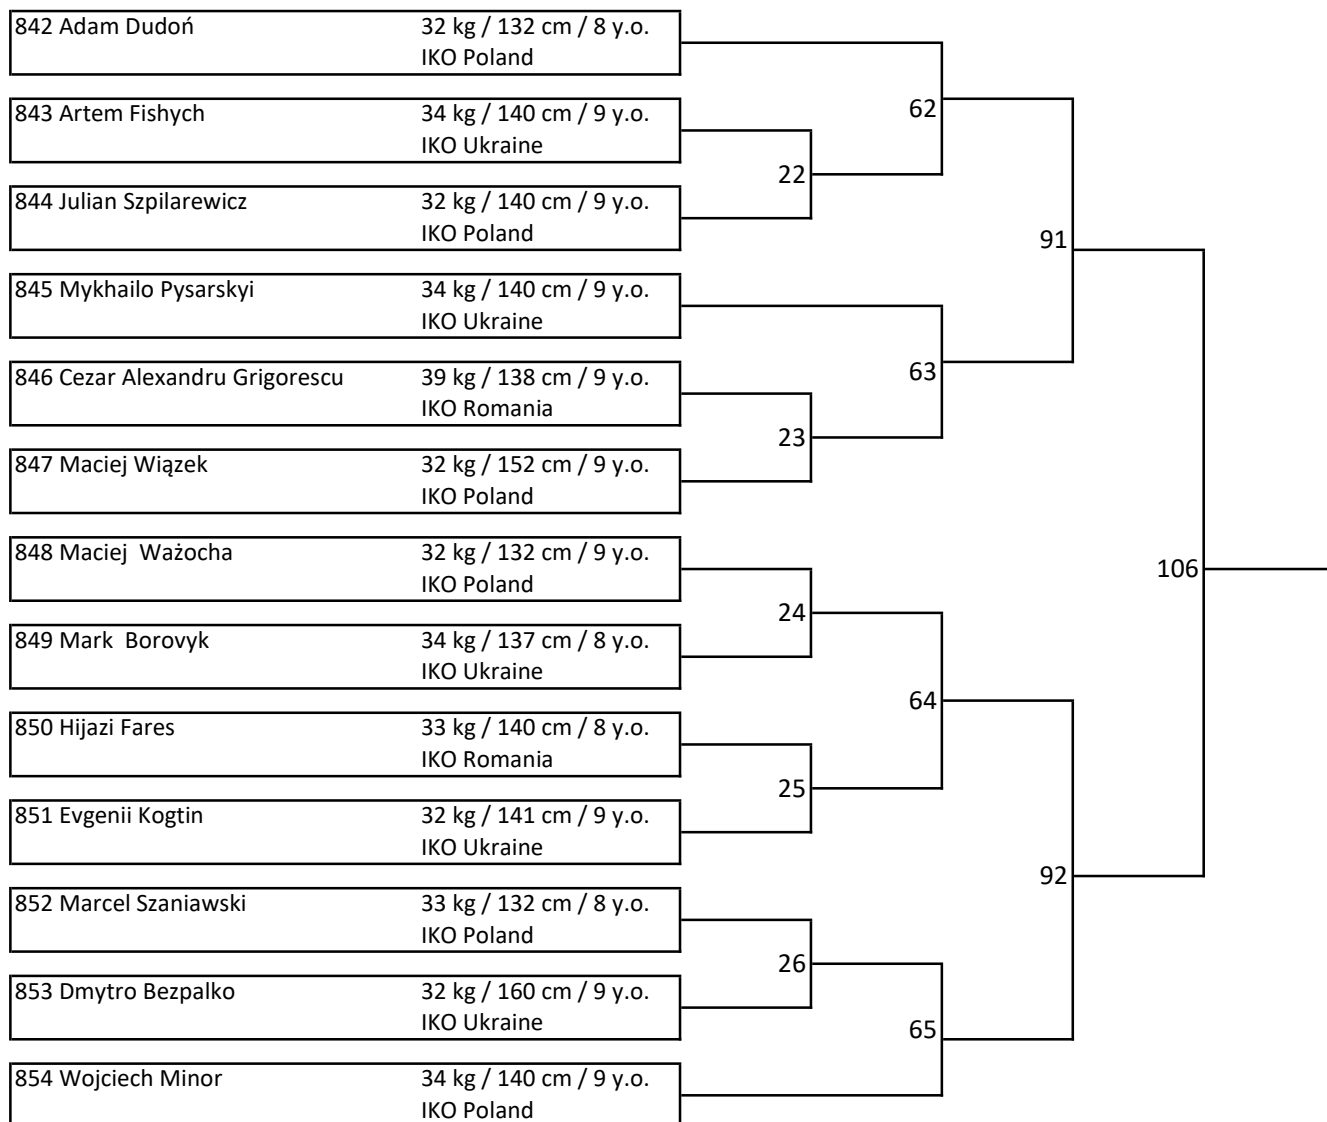 842 Adam Dudoń 32 kg / 132 cm / 8 y.o.
IKO Poland
843 Artem Fishych 34 kg / 140 cm / 9 y.o.
IKO Ukraine
62
22
844 Julian Szpilarewicz 32 kg / 140 cm / 9 y.o.
IKO Poland
91
845 Mykhailo Pysarskyi 34 kg / 140 cm / 9 y.o.
IKO Ukraine
846 Cezar Alexandru Grigorescu 39 kg / 138 cm / 9 y.o.
IKO Romania
63
23
847 Maciej Wiązek 32 kg / 152 cm / 9 y.o.
IKO Poland
848 Maciej  Ważocha 32 kg / 132 cm / 9 y.o.
IKO Poland
106
24
849 Mark  Borovyk 34 kg / 137 cm / 8 y.o.
IKO Ukraine
64
850 Hijazi Fares 33 kg / 140 cm / 8 y.o.
IKO Romania
25
851 Evgenii Kogtin 32 kg / 141 cm / 9 y.o.
IKO Ukraine
92
852 Marcel Szaniawski 33 kg / 132 cm / 8 y.o.
IKO Poland
26
853 Dmytro Bezpalko 32 kg / 160 cm / 9 y.o.
IKO Ukraine
65
854 Wojciech Minor 34 kg / 140 cm / 9 y.o.
IKO Poland